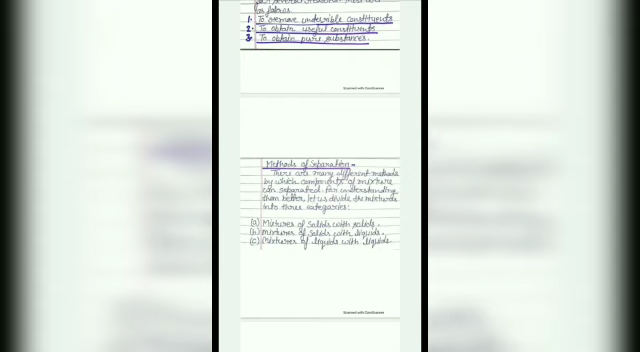 as follows
1. To remove underirable constituents
2. To obtain useful constituents
3. To obtain pure substances.
Scanned with CamScanner
Methods of Separation -
There are many different methods
by which components of mixture
can separated. For understanding
them better, let us divide the mixtures
into three categories:
(a) Mixtures of Solids with solids.
(b) Mixtures of Solids with liquids.
(c) Mixtures of liquids with liquids.
Scanned with CamScanner